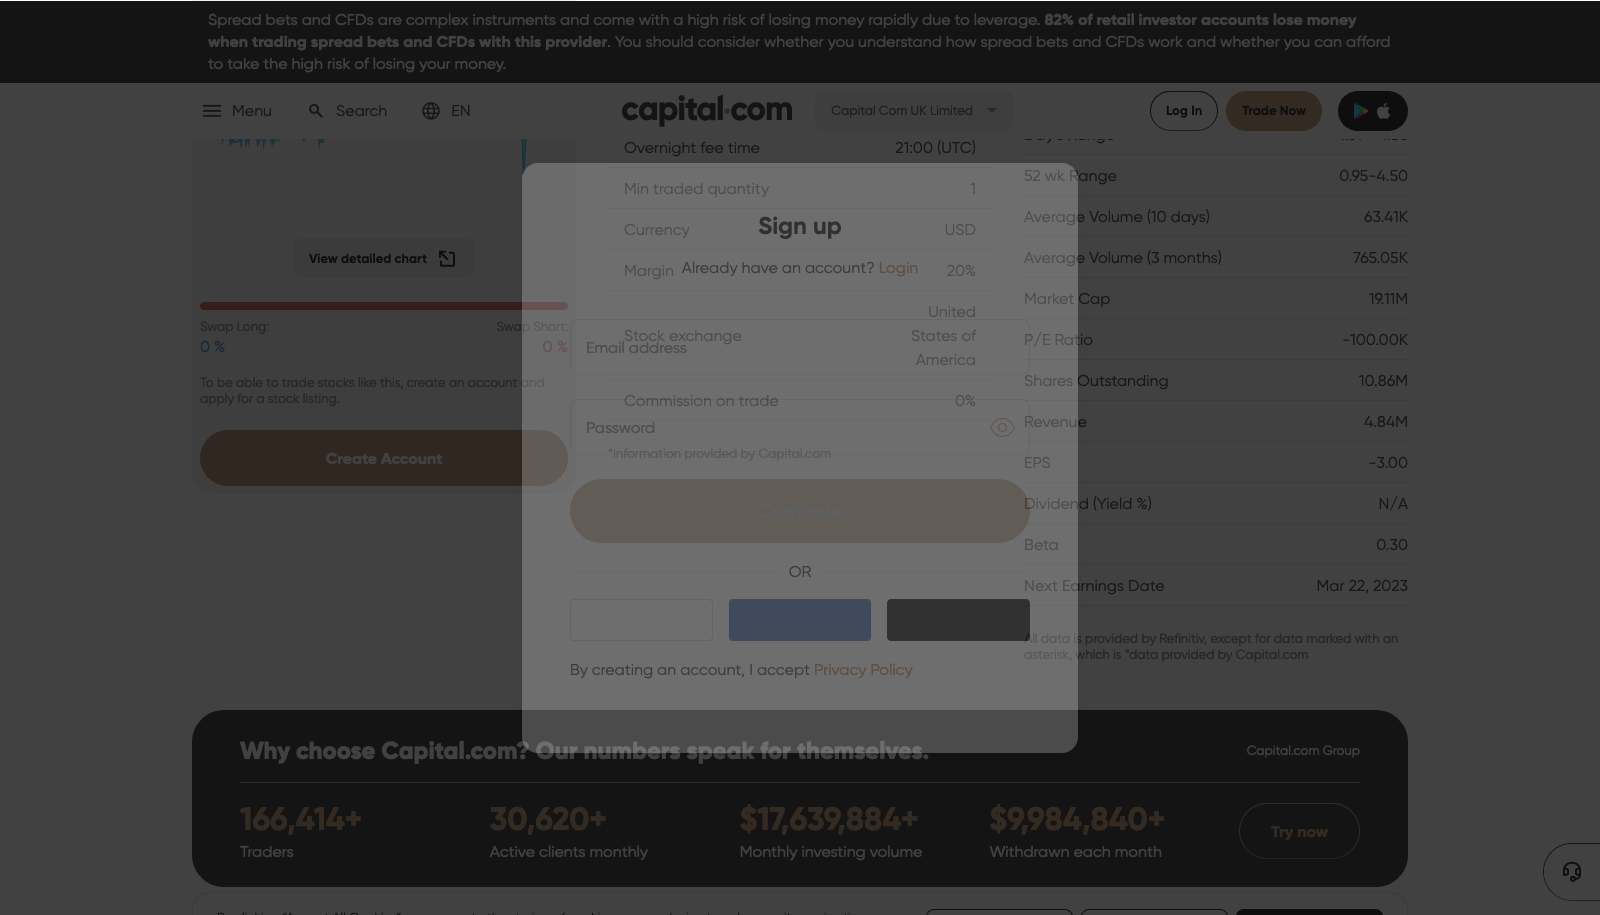 Spread bets and CFDs are complex instruments and come with a high risk of losing money rapidly due to leverage. 82% of retail investor accounts lose money
when trading spread bets and CFDs with this provider. You should consider whether you understand how spread bets and CFDs work and whether you can afford
to take the high risk of losing your money.
Menu
Search
EN
capital.com
Capital Com UK Limited
Log In
Trade Now
View detailed chart
Swap Long:
Swap Short:
0 %
0 %
To be able to trade stocks like this, create an account and
apply for a stock listing.
Create Account
Overnight fee time 21:00 (UTC)
Min traded quantity 1
Currency USD
Margin 20%
Stock exchange United
States of
America
Commission on trade 0%
*Information provided by Capital.com
Sign up
Already have an account? Login
Email address
Password
Continue
OR
By creating an account, I accept Privacy Policy
52 wk Range 0.95-4.50
Average Volume (10 days) 63.41K
Average Volume (3 months) 765.05K
Market Cap 19.11M
P/E Ratio -100.00K
Shares Outstanding 10.86M
Revenue 4.84M
EPS -3.00
Dividend (Yield %) N/A
Beta 0.30
Next Earnings Date Mar 22, 2023
All data is provided by Refinitiv, except for data marked with an
asterisk, which is *data provided by Capital.com
Why choose Capital.com? Our numbers speak for themselves.
Capital.com Group
166,414+
Traders
30,620+
Active clients monthly
$17,639,884+
Monthly investing volume
$9,984,840+
Withdrawn each month
Try now